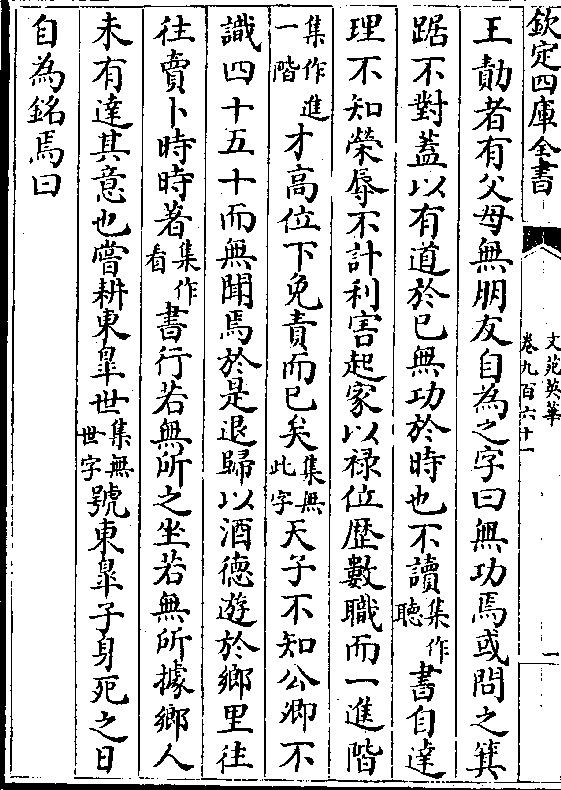 欽定四庫全書
文苑英華
卷九百六十一
一
王勣者有父母無朋友自為之字曰無功焉或問之箕
踞不對蓋以有道於已無功於時也不讀集作聽書自達
理不知榮辱不計利害起家以禄位歴數職而一進階
集作進一階才高位下免責而已矣集無此字天子不知公卿不
識四十五十而無聞焉於是退歸以酒德遊於鄉里往
往賣卜時時著集作看書行若無所之坐若無所據鄉人
未有達其意也嘗耕東臯世集無世字號東臯子身死之日
自為銘焉曰